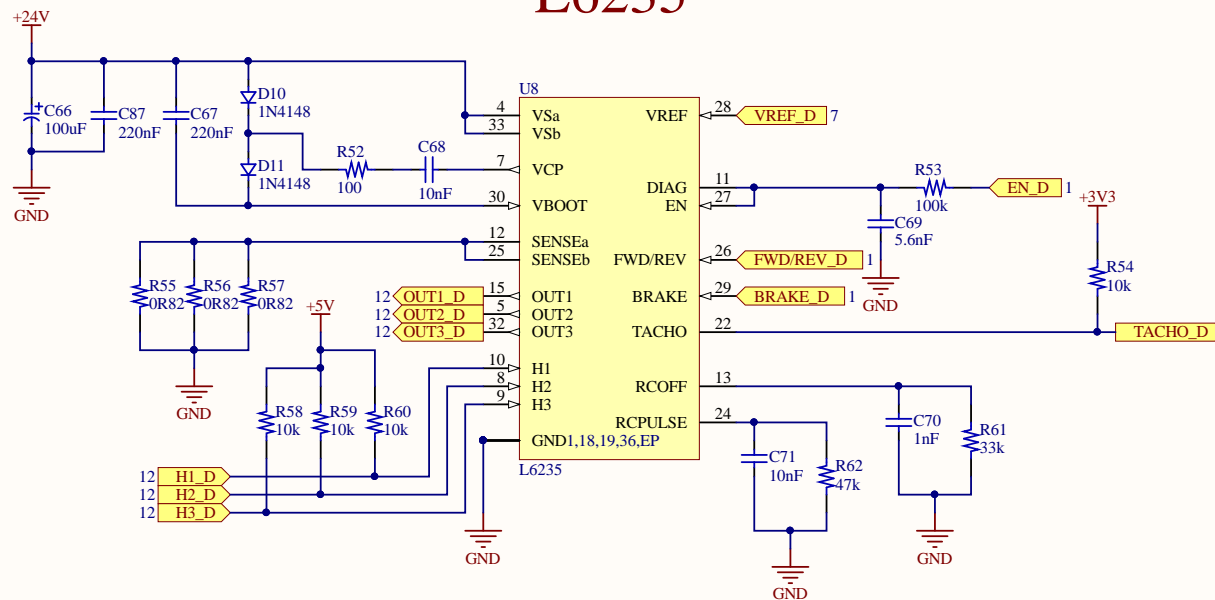 L6235
+24V
C66
100uF
C87
220nF
C67
220nF
D10
1N4148
D11
1N4148
R52
100
C68
10nF
GND
U8
4 VSa
33 VSb
7 VCP
30 VBOOT
12 SENSEa
25 SENSEb
15 OUT1
5 OUT2
32 OUT3
10 H1
8 H2
9 H3
GND1,18,19,36,EP
L6235
VREF 28 VREF_D 7
DIAG 11
EN 27
FWD/REV 26 FWD/REV_D 1
BRAKE 29 BRAKE_D 1
TACHO 22
RCOFF 13
RCPULSE 24
R53
100k
EN_D 1
C69
5.6nF
GND
+3V3
R54
10k
TACHO_D
R55
0R82
R56
0R82
R57
0R82
GND
12 OUT1_D
12 OUT2_D
12 OUT3_D
+5V
R58
10k
R59
10k
R60
10k
12 H1_D
12 H2_D
12 H3_D
GND
C71
10nF
R62
47k
GND
C70
1nF
R61
33k
GND